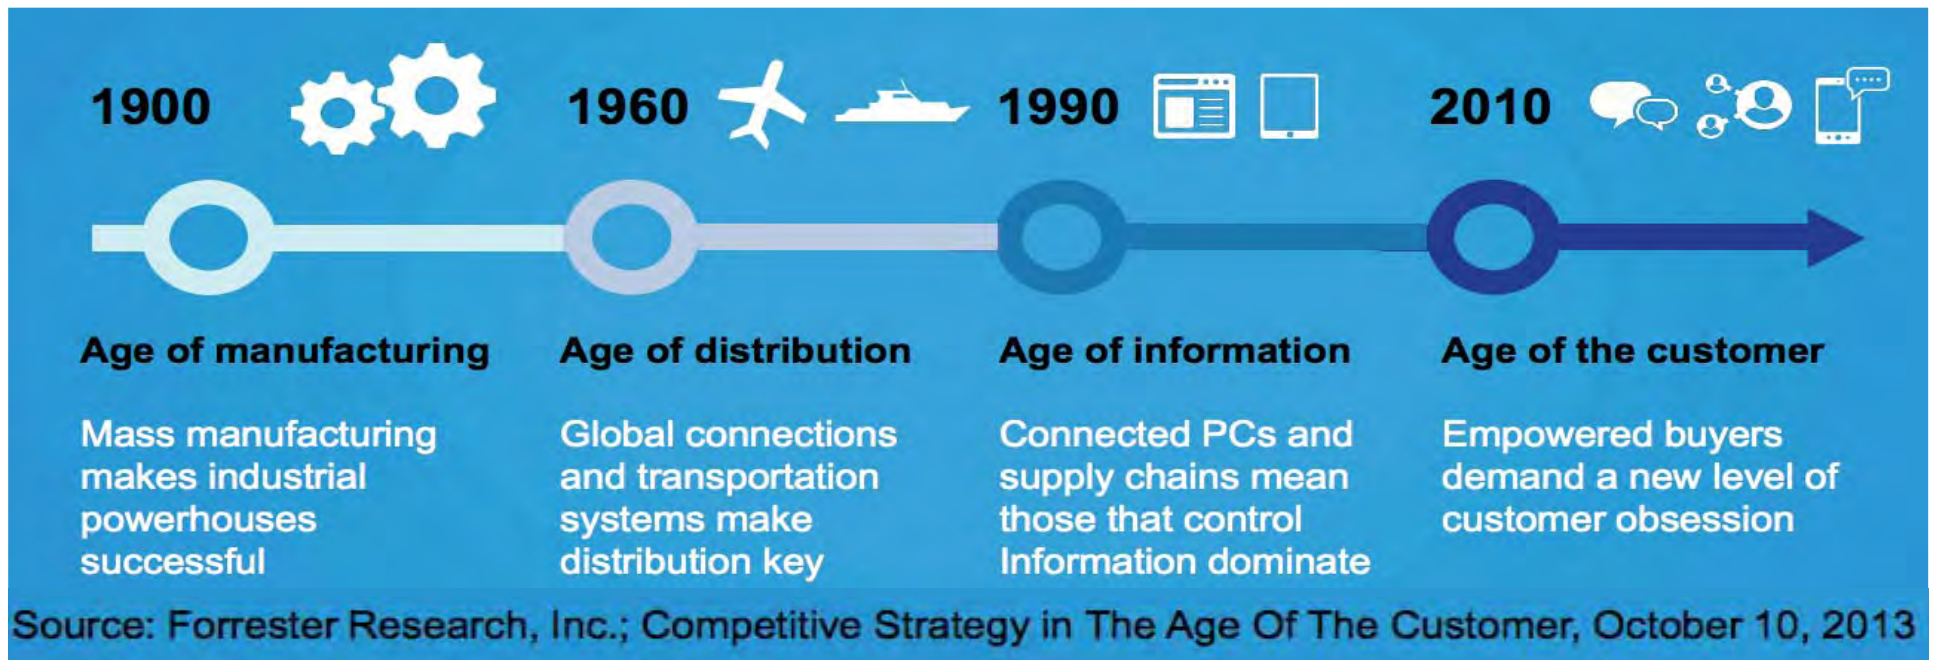 1900
1960
1990
2010
Age of manufacturing
Mass manufacturing
makes industrial
powerhouses
successful
Age of distribution
Global connections
and transportation
systems make
distribution key
Age of information
Connected PCs and
supply chains mean
those that control
Information dominate
Age of the customer
Empowered buyers
demand a new level of
customer obsession
Source: Forrester Research, Inc.; Competitive Strategy in The Age Of The Customer, October 10, 2013